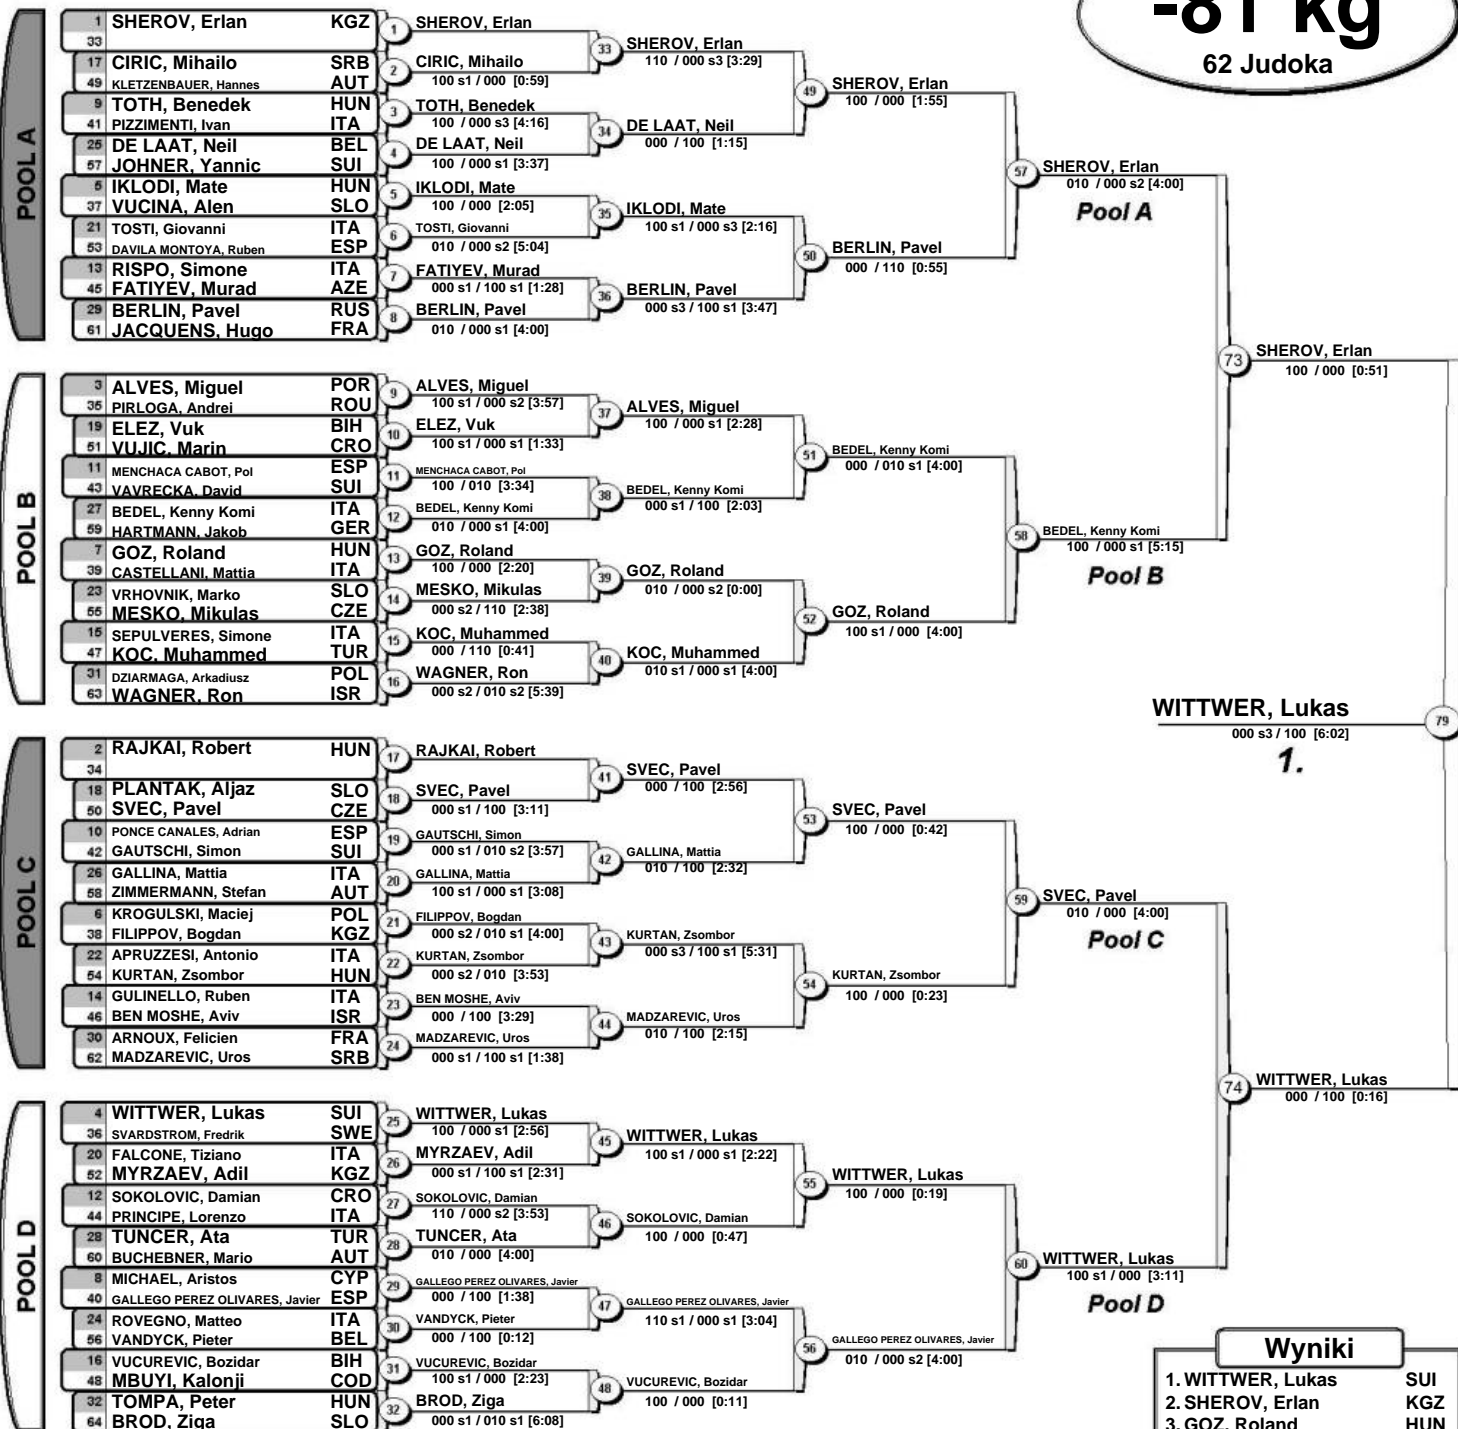 -81 kg
62 Judoka
POOL A
1 SHEROV, Erlan KGZ
33
17 CIRIC, Mihailo SRB
49 KLETZENBAUER, Hannes AUT
9 TOTH, Benedek HUN
41 PIZZIMENTI, Ivan ITA
25 DE LAAT, Neil BEL
57 JOHNER, Yannic SUI
5 IKLODI, Mate HUN
37 VUCINA, Alen SLO
21 TOSTI, Giovanni ITA
53 DAVILA MONTOYA, Ruben ESP
13 RISPO, Simone ITA
45 FATIYEV, Murad AZE
29 BERLIN, Pavel RUS
61 JACQUENS, Hugo FRA
1 SHEROV, Erlan
2 CIRIC, Mihailo
100 s1 / 000 [0:59]
3 TOTH, Benedek
100 / 000 s3 [4:16]
4 DE LAAT, Neil
100 / 000 s1 [3:37]
5 IKLODI, Mate
100 / 000 [2:05]
6 TOSTI, Giovanni
010 / 000 s2 [5:04]
7 FATIYEV, Murad
000 s1 / 100 s1 [1:28]
8 BERLIN, Pavel
010 / 000 s1 [4:00]
33 SHEROV, Erlan
110 / 000 s3 [3:29]
34 DE LAAT, Neil
000 / 100 [1:15]
35 IKLODI, Mate
100 s1 / 000 s3 [2:16]
36 BERLIN, Pavel
000 s3 / 100 s1 [3:47]
49 SHEROV, Erlan
100 / 000 [1:55]
50 BERLIN, Pavel
000 / 110 [0:55]
57 SHEROV, Erlan
010 / 000 s2 [4:00]
Pool A
POOL B
3 ALVES, Miguel POR
35 PIRLOGA, Andrei ROU
19 ELEZ, Vuk BIH
51 VUJIC, Marin CRO
11 MENCHACA CABOT, Pol ESP
43 VAVRECKA, David SUI
27 BEDEL, Kenny Komi ITA
59 HARTMANN, Jakob GER
7 GOZ, Roland HUN
39 CASTELLANI, Mattia ITA
23 VRHOVNIK, Marko SLO
55 MESKO, Mikulas CZE
15 SEPULVERES, Simone ITA
47 KOC, Muhammed TUR
31 DZIARMAGA, Arkadiusz POL
63 WAGNER, Ron ISR
9 ALVES, Miguel
100 s1 / 000 s2 [3:57]
10 ELEZ, Vuk
100 s1 / 000 s1 [1:33]
11 MENCHACA CABOT, Pol
100 / 010 [3:34]
12 BEDEL, Kenny Komi
010 / 000 s1 [4:00]
13 GOZ, Roland
100 / 000 [2:20]
14 MESKO, Mikulas
000 s2 / 110 [2:38]
15 KOC, Muhammed
000 / 110 [0:41]
16 WAGNER, Ron
000 s2 / 010 s2 [5:39]
37 ALVES, Miguel
100 / 000 s1 [2:28]
38 BEDEL, Kenny Komi
000 s1 / 100 [2:03]
39 GOZ, Roland
010 / 000 s2 [0:00]
40 KOC, Muhammed
010 s1 / 000 s1 [4:00]
51 BEDEL, Kenny Komi
000 / 010 s1 [4:00]
52 GOZ, Roland
100 s1 / 000 [4:00]
58 BEDEL, Kenny Komi
100 / 000 s1 [5:15]
Pool B
73 SHEROV, Erlan
100 / 000 [0:51]
WITTWER, Lukas 79
000 s3 / 100 [6:02]
1.
POOL C
2 RAJKAI, Robert HUN
34
18 PLANTAK, Aljaz SLO
50 SVEC, Pavel CZE
10 PONCE CANALES, Adrian ESP
42 GAUTSCHI, Simon SUI
26 GALLINA, Mattia ITA
58 ZIMMERMANN, Stefan AUT
6 KROGULSKI, Maciej POL
38 FILIPPOV, Bogdan KGZ
22 APRUZZESI, Antonio ITA
54 KURTAN, Zsombor HUN
14 GULINELLO, Ruben ITA
46 BEN MOSHE, Aviv ISR
30 ARNOUX, Felicien FRA
62 MADZAREVIC, Uros SRB
17 RAJKAI, Robert
18 SVEC, Pavel
000 s1 / 100 [3:11]
19 GAUTSCHI, Simon
000 s1 / 010 s2 [3:57]
20 GALLINA, Mattia
100 s1 / 000 s1 [3:08]
21 FILIPPOV, Bogdan
000 s2 / 010 s1 [4:00]
22 KURTAN, Zsombor
000 s2 / 010 [3:53]
23 BEN MOSHE, Aviv
000 / 100 [3:29]
24 MADZAREVIC, Uros
000 s1 / 100 s1 [1:38]
41 SVEC, Pavel
000 / 100 [2:56]
42 GALLINA, Mattia
010 / 100 [2:32]
43 KURTAN, Zsombor
000 s3 / 100 s1 [5:31]
44 MADZAREVIC, Uros
010 / 100 [2:15]
53 SVEC, Pavel
100 / 000 [0:42]
54 KURTAN, Zsombor
100 / 000 [0:23]
59 SVEC, Pavel
010 / 000 [4:00]
Pool C
POOL D
4 WITTWER, Lukas SUI
36 SVARDSTROM, Fredrik SWE
20 FALCONE, Tiziano ITA
52 MYRZAEV, Adil KGZ
12 SOKOLOVIC, Damian CRO
44 PRINCIPE, Lorenzo ITA
28 TUNCER, Ata TUR
60 BUCHEBNER, Mario AUT
8 MICHAEL, Aristos CYP
40 GALLEGO PEREZ OLIVARES, Javier ESP
24 ROVEGNO, Matteo ITA
56 VANDYCK, Pieter BEL
16 VUCUREVIC, Bozidar BIH
48 MBUYI, Kalonji COD
32 TOMPA, Peter HUN
64 BROD, Ziga SLO
25 WITTWER, Lukas
100 / 000 s1 [2:56]
26 MYRZAEV, Adil
000 s1 / 100 s1 [2:31]
27 SOKOLOVIC, Damian
110 / 000 s2 [3:53]
28 TUNCER, Ata
010 / 000 [4:00]
29 GALLEGO PEREZ OLIVARES, Javier
000 / 100 [1:38]
30 VANDYCK, Pieter
000 / 100 [0:12]
31 VUCUREVIC, Bozidar
100 s1 / 000 [2:23]
32 BROD, Ziga
000 s1 / 010 s1 [6:08]
45 WITTWER, Lukas
100 s1 / 000 s1 [2:22]
46 SOKOLOVIC, Damian
100 / 000 [0:47]
47 GALLEGO PEREZ OLIVARES, Javier
110 s1 / 000 s1 [3:04]
48 VUCUREVIC, Bozidar
100 / 000 [0:11]
55 WITTWER, Lukas
100 / 000 [0:19]
56 GALLEGO PEREZ OLIVARES, Javier
010 / 000 s2 [4:00]
60 WITTWER, Lukas
100 s1 / 000 [3:11]
Pool D
74 WITTWER, Lukas
000 / 100 [0:16]
Wyniki
1. WITTWER, Lukas SUI
2. SHEROV, Erlan KGZ
3. GOZ, Roland HUN